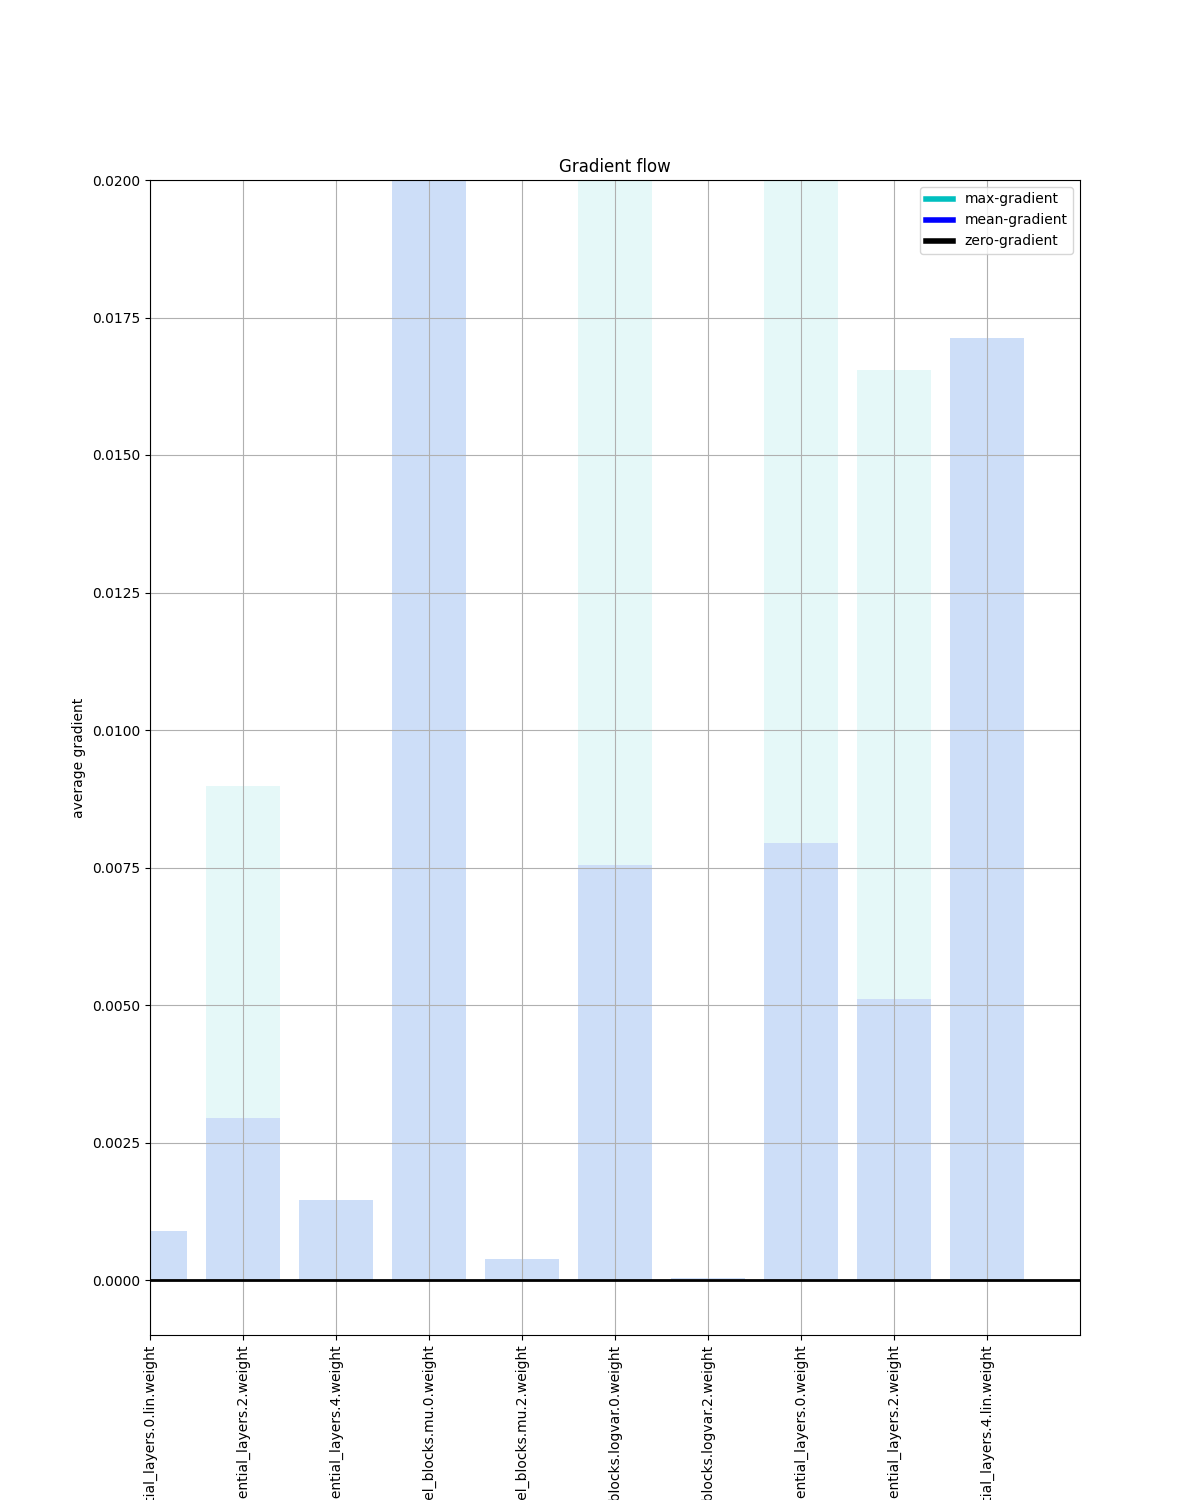 Gradient flow
max-gradient
mean-gradient
zero-gradient
0.0200
0.0175
0.0150
0.0125
0.0100
0.0075
0.0050
0.0025
0.0000
average gradient
tial_layers.0.lin.weight
ential_layers.2.weight
ential_layers.4.weight
el_blocks.mu.0.weight
el_blocks.mu.2.weight
blocks.logvar.0.weight
blocks.logvar.2.weight
ential_layers.0.weight
ential_layers.2.weight
tial_layers.4.lin.weight